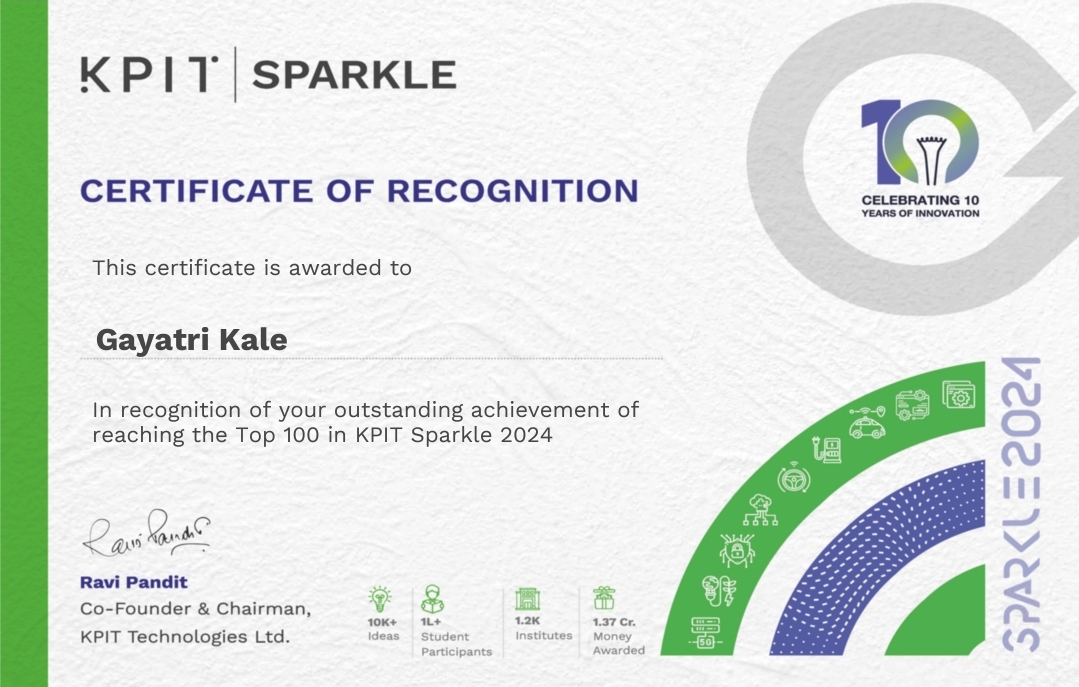 KPIT | SPARKLE
10
CELEBRATING 10
YEARS OF INNOVATION
CERTIFICATE OF RECOGNITION
This certificate is awarded to
Gayatri Kale
In recognition of your outstanding achievement of
reaching the Top 100 in KPIT Sparkle 2024
Ravi Pandit
Ravi Pandit
Co-Founder & Chairman,
KPIT Technologies Ltd.
10K+
Ideas
1L+
Student
Participants
1.2K
Institutes
1.37 Cr.
Money
Awarded
5G
SPARKLE 2024